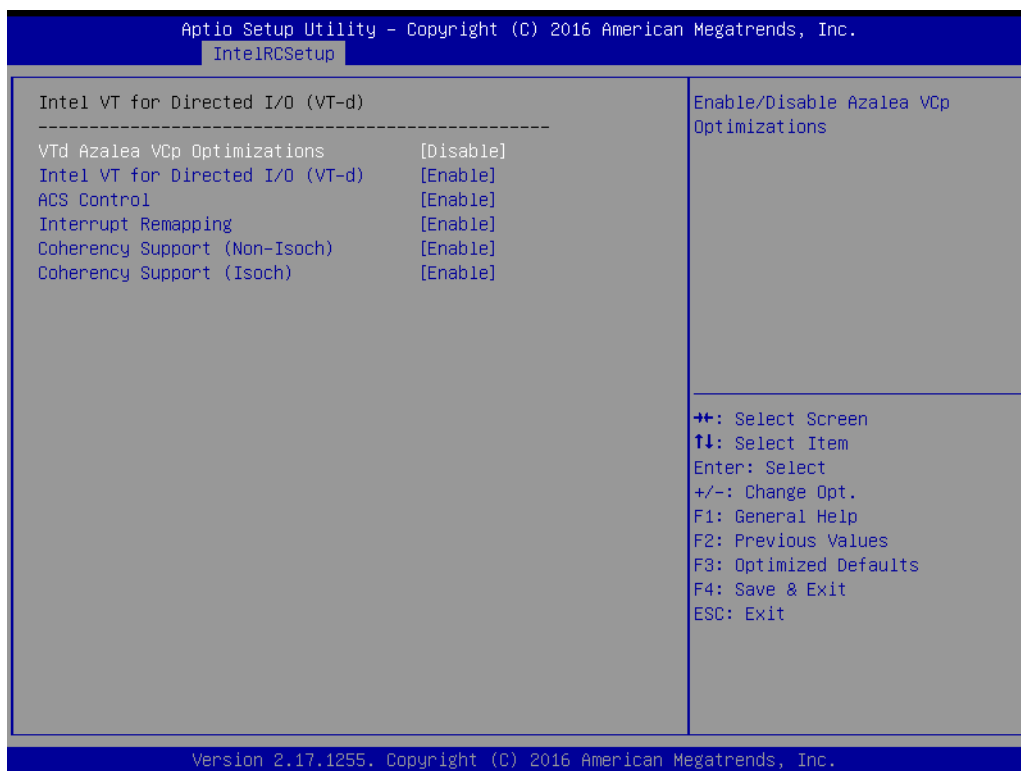 Aptio Setup Utility – Copyright (C) 2016 American Megatrends, Inc.
IntelRCSetup
Intel VT for Directed I/O (VT-d)
--------------------------------------------------
VTd Azalea VCp Optimizations [Disable]
Intel VT for Directed I/O (VT-d) [Enable]
ACS Control [Enable]
Interrupt Remapping [Enable]
Coherency Support (Non-Isoch) [Enable]
Coherency Support (Isoch) [Enable]
Enable/Disable Azalea VCp
Optimizations
→←: Select Screen
↑↓: Select Item
Enter: Select
+/-: Change Opt.
F1: General Help
F2: Previous Values
F3: Optimized Defaults
F4: Save & Exit
ESC: Exit
Version 2.17.1255. Copyright (C) 2016 American Megatrends, Inc.